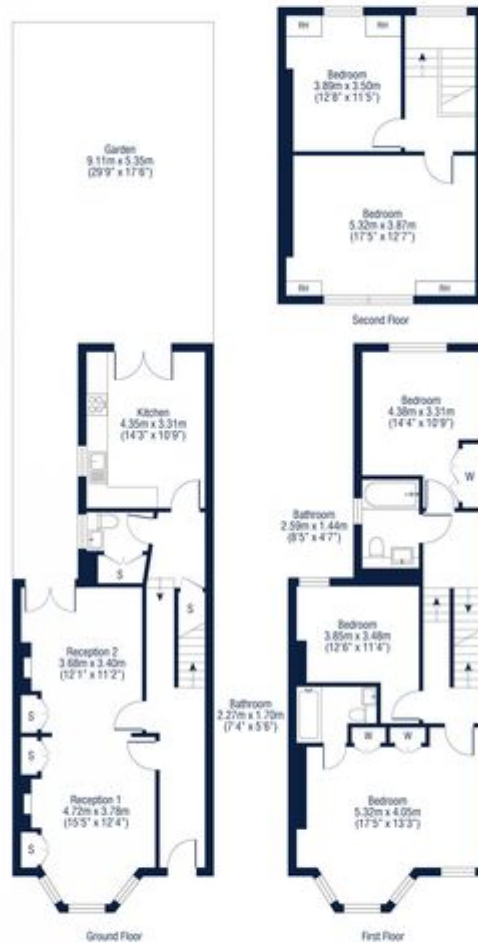 Garden
9.11m x 5.35m
(29'9" x 17'6")
Kitchen
4.35m x 3.31m
(14'3" x 10'9")
S
S
Reception 2
3.68m x 3.40m
(12'1" x 11'2")
S
S
Reception 1
4.72m x 3.78m
(15'5" x 12'4")
S
Ground Floor
RH
RH
Bedroom
3.89m x 3.50m
(12'8" x 11'5")
Bedroom
5.32m x 3.87m
(17'5" x 12'7")
RH
RH
Second Floor
Bedroom
4.38m x 3.31m
(14'4" x 10'9")
W
Bathroom
2.59m x 1.44m
(8'5" x 4'7")
Bedroom
3.85m x 3.48m
(12'6" x 11'4")
Bathroom
2.27m x 1.70m
(7'4" x 5'6")
W
W
Bedroom
5.32m x 4.05m
(17'5" x 13'3")
First Floor